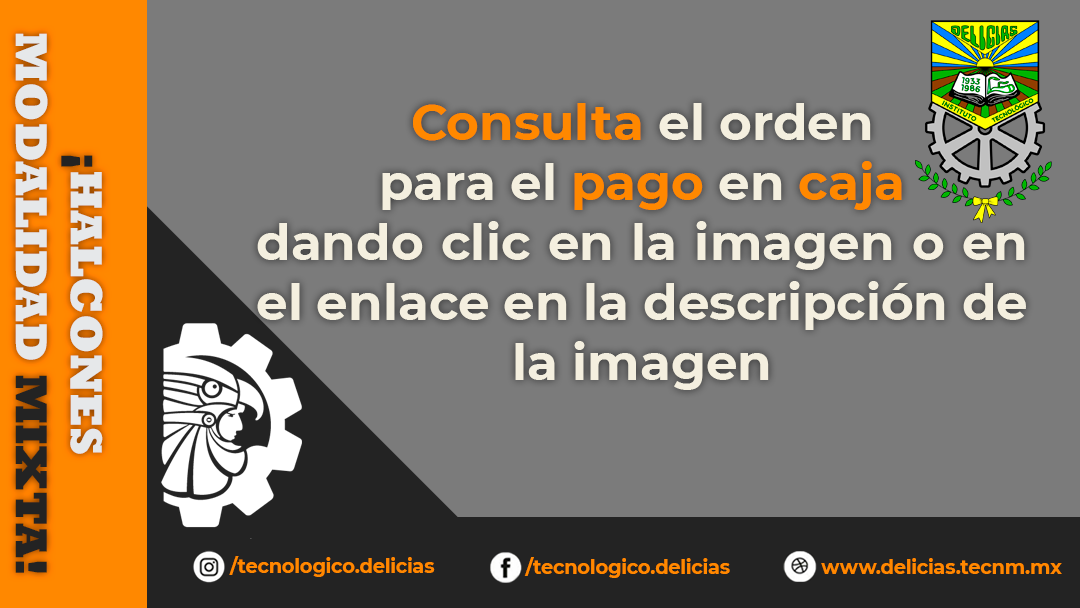 ¡HALCONES
MODALIDAD MIXTA!
DELICIAS
1933
1986
INSTITUTO TECNOLÓGICO
Consulta el orden
para el pago en caja
dando clic en la imagen o en
el enlace en la descripción de
la imagen
/tecnologico.delicias
/tecnologico.delicias
www.delicias.tecnm.mx